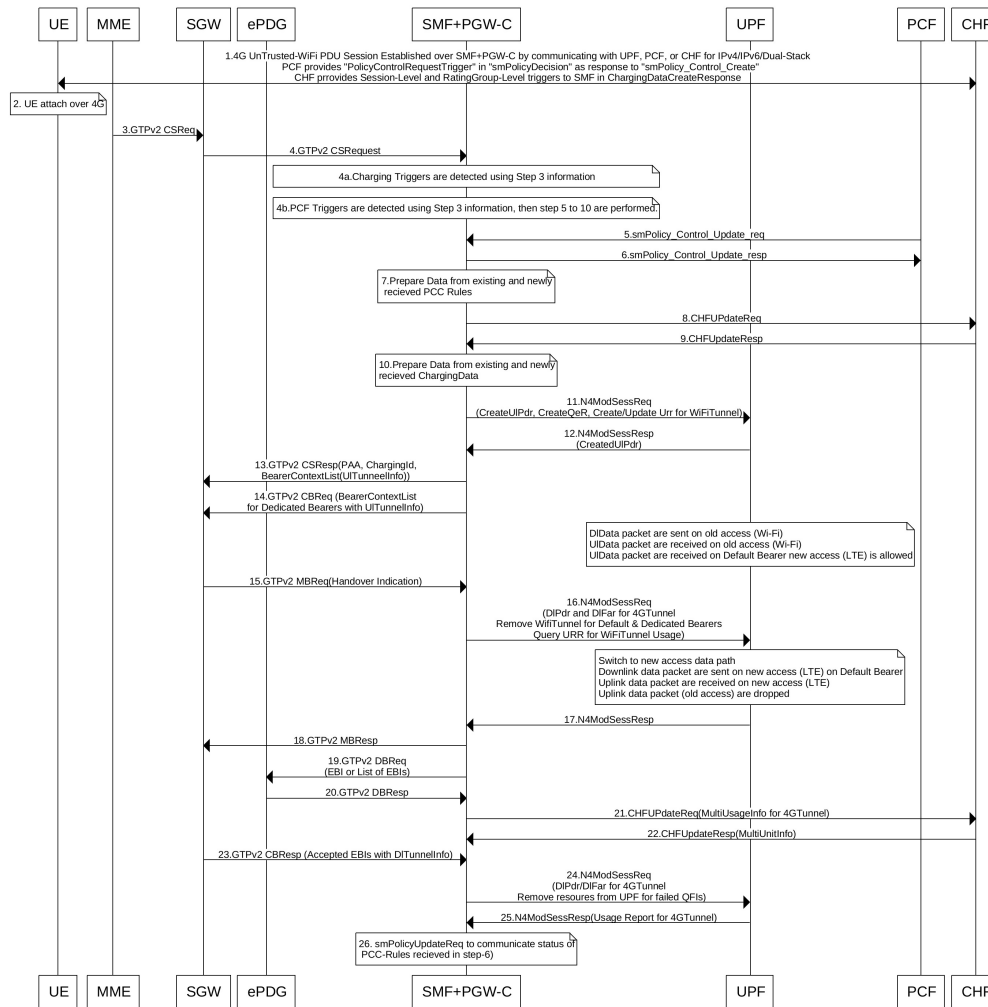 UE MME SGW ePDG SMF+PGW-C UPF PCF CHF
1.4G UnTrusted-WiFi PDU Session Established over SMF+PGW-C by communicating with UPF, PCF, or CHF for IPv4/IPv6/Dual-Stack
PCF provides "PolicyControlRequestTrigger" in "smPolicyDecision" as response to "smPolicy_Control_Create"
CHF provides Session-Level and RatingGroup-Level triggers to SMF in ChargingDataCreateResponse
2. UE attach over 4G
3.GTPv2 CSReq
4.GTPv2 CSRequest
4a.Charging Triggers are detected using Step 3 information
4b.PCF Triggers are detected using Step 3 information, then step 5 to 10 are performed.
5.smPolicy_Control_Update_req
6.smPolicy_Control_Update_resp
7.Prepare Data from existing and newly
recieved PCC Rules
8.CHFUPdateReq
9.CHFUpdateResp
10.Prepare Data from existing and newly
recieved ChargingData
11.N4ModSessReq
(CreateUlPdr, CreateQeR, Create/Update Urr for WiFiTunnel)
12.N4ModSessResp
(CreatedUlPdr)
13.GTPv2 CSResp(PAA, ChargingId,
BearerContextList(UlTunneelInfo))
14.GTPv2 CBReq (BearerContextList
for Dedicated Bearers with UlTunnelInfo)
DlData packet are sent on old access (Wi-Fi)
UlData packet are received on old access (Wi-Fi)
UlData packet are received on Default Bearer new access (LTE) is allowed
15.GTPv2 MBReq(Handover Indication)
16.N4ModSessReq
(DlPdr and DlFar for 4GTunnel
Remove WifiTunnel for Default & Dedicated Bearers
Query URR for WiFiTunnel Usage)
Switch to new access data path
Downlink data packet are sent on new access (LTE) on Default Bearer
Uplink data packet are received on new access (LTE)
Uplink data packet (old access) are dropped
17.N4ModSessResp
18.GTPv2 MBResp
19.GTPv2 DBReq
(EBI or List of EBIs)
20.GTPv2 DBResp
21.CHFUPdateReq(MultiUsageInfo for 4GTunnel)
22.CHFUpdateResp(MultiUnitInfo)
23.GTPv2 CBResp (Accepted EBIs with DlTunnelInfo)
24.N4ModSessReq
(DlPdr/DlFar for 4GTunnel
Remove resoures from UPF for failed QFIs)
25.N4ModSessResp(Usage Report for 4GTunnel)
26. smPolicyUpdateReq to communicate status of
PCC-Rules recieved in step-6)
UE MME SGW ePDG SMF+PGW-C UPF PCF CHF